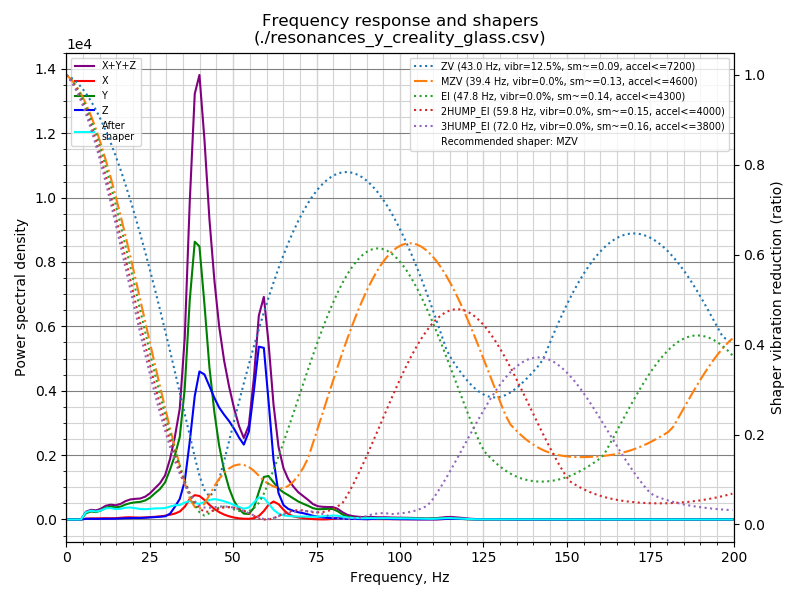 Frequency response and shapers
(./resonances_y_creality_glass.csv)
1e4
X+Y+Z
X
Y
Z
After
shaper
ZV (43.0 Hz, vibr=12.5%, sm~=0.09, accel<=7200)
MZV (39.4 Hz, vibr=0.0%, sm~=0.13, accel<=4600)
EI (47.8 Hz, vibr=0.0%, sm~=0.14, accel<=4300)
2HUMP_EI (59.8 Hz, vibr=0.0%, sm~=0.15, accel<=4000)
3HUMP_EI (72.0 Hz, vibr=0.0%, sm~=0.16, accel<=3800)
Recommended shaper: MZV
Power spectral density
1.4
1.2
1.0
0.8
0.6
0.4
0.2
0.0
1.0
0.8
0.6
0.4
0.2
0.0
Shaper vibration reduction (ratio)
0 25 50 75 100 125 150 175 200
Frequency, Hz